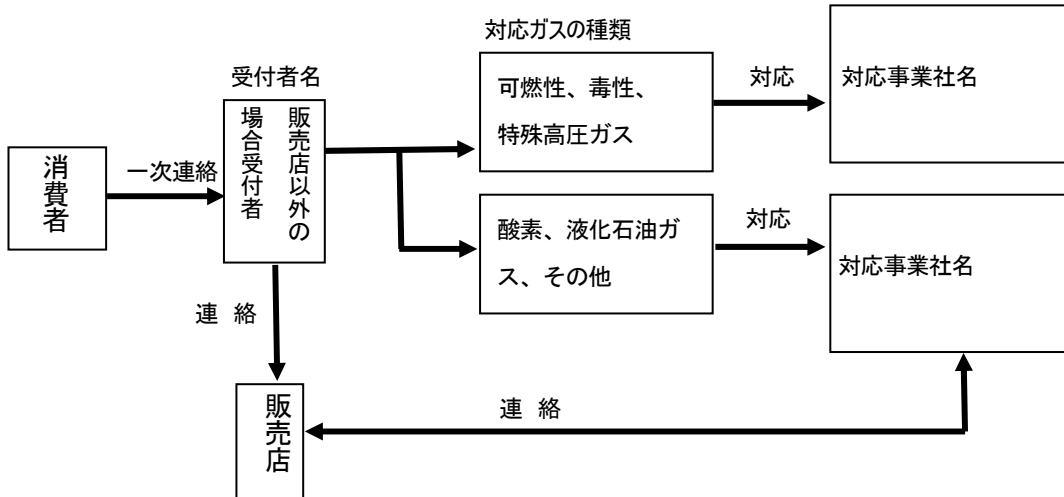 対応ガスの種類
受付者名
可燃性、毒性、
特殊高圧ガス
対応
対応事業社名
消費者
一次連絡
販売店以外の
場合受付者
酸素、液化石油ガ
ス、その他
対応
対応事業社名
連 絡
販売店
連 絡